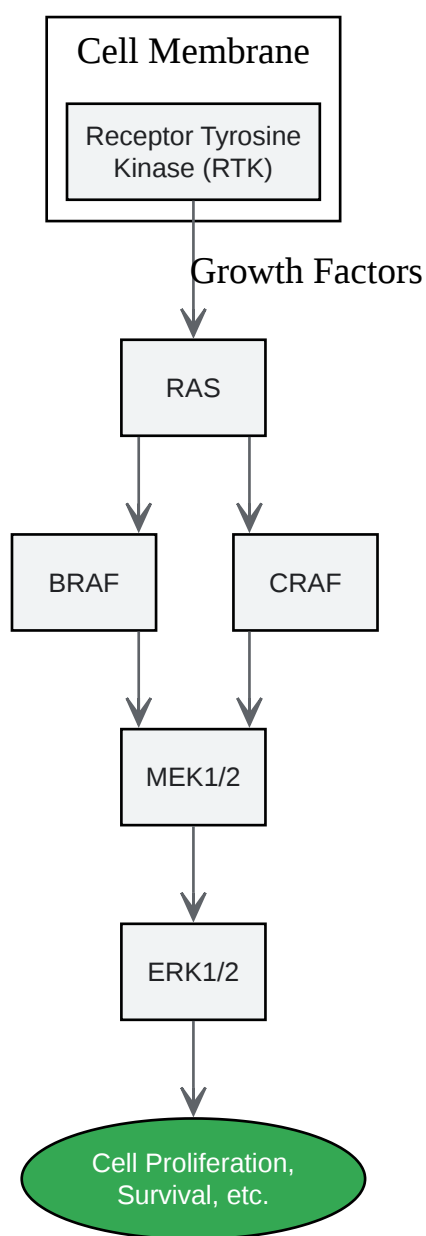 Cell Membrane
Receptor Tyrosine
Kinase (RTK)
Growth Factors
RAS
BRAF
CRAF
MEK1/2
ERK1/2
Cell Proliferation,
Survival, etc.